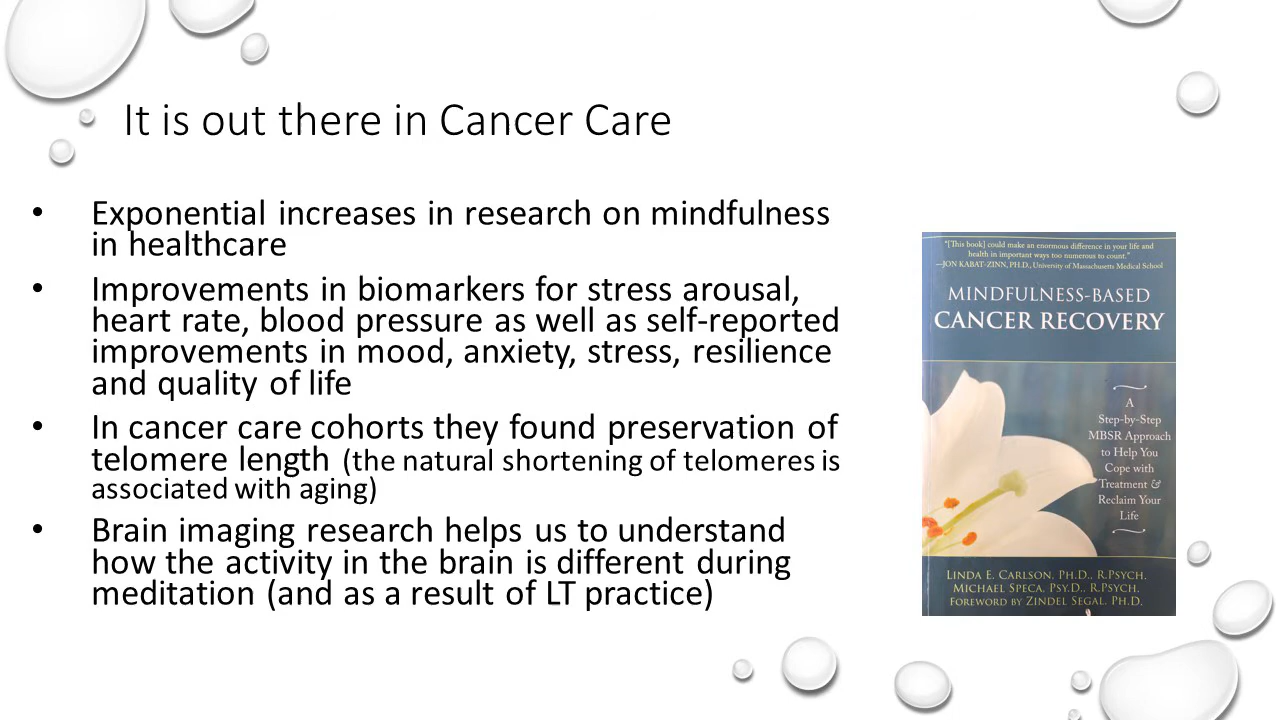 It is out there in Cancer Care
• Exponential increases in research on mindfulness
in healthcare
• Improvements in biomarkers for stress arousal,
heart rate, blood pressure as well as self-reported
improvements in mood, anxiety, stress, resilience
and quality of life
• In cancer care cohorts they found preservation of
telomere length (the natural shortening of telomeres is
associated with aging)
• Brain imaging research helps us to understand
how the activity in the brain is different during
meditation (and as a result of LT practice)
"[This book] could make an enormous difference in your life and
health in important ways too numerous to count."
—JON KABAT-ZINN, PH.D., University of Massachusetts Medical School
MINDFULNESS-BASED
CANCER RECOVERY
A
Step-by-Step
MBSR Approach
to Help You
Cope with
Treatment &
Reclaim Your
Life
LINDA E. CARLSON, PH.D., R.PSYCH.
MICHAEL SPECA, PSY.D., R.PSYCH.
FOREWORD BY ZINDEL SEGAL, PH.D.